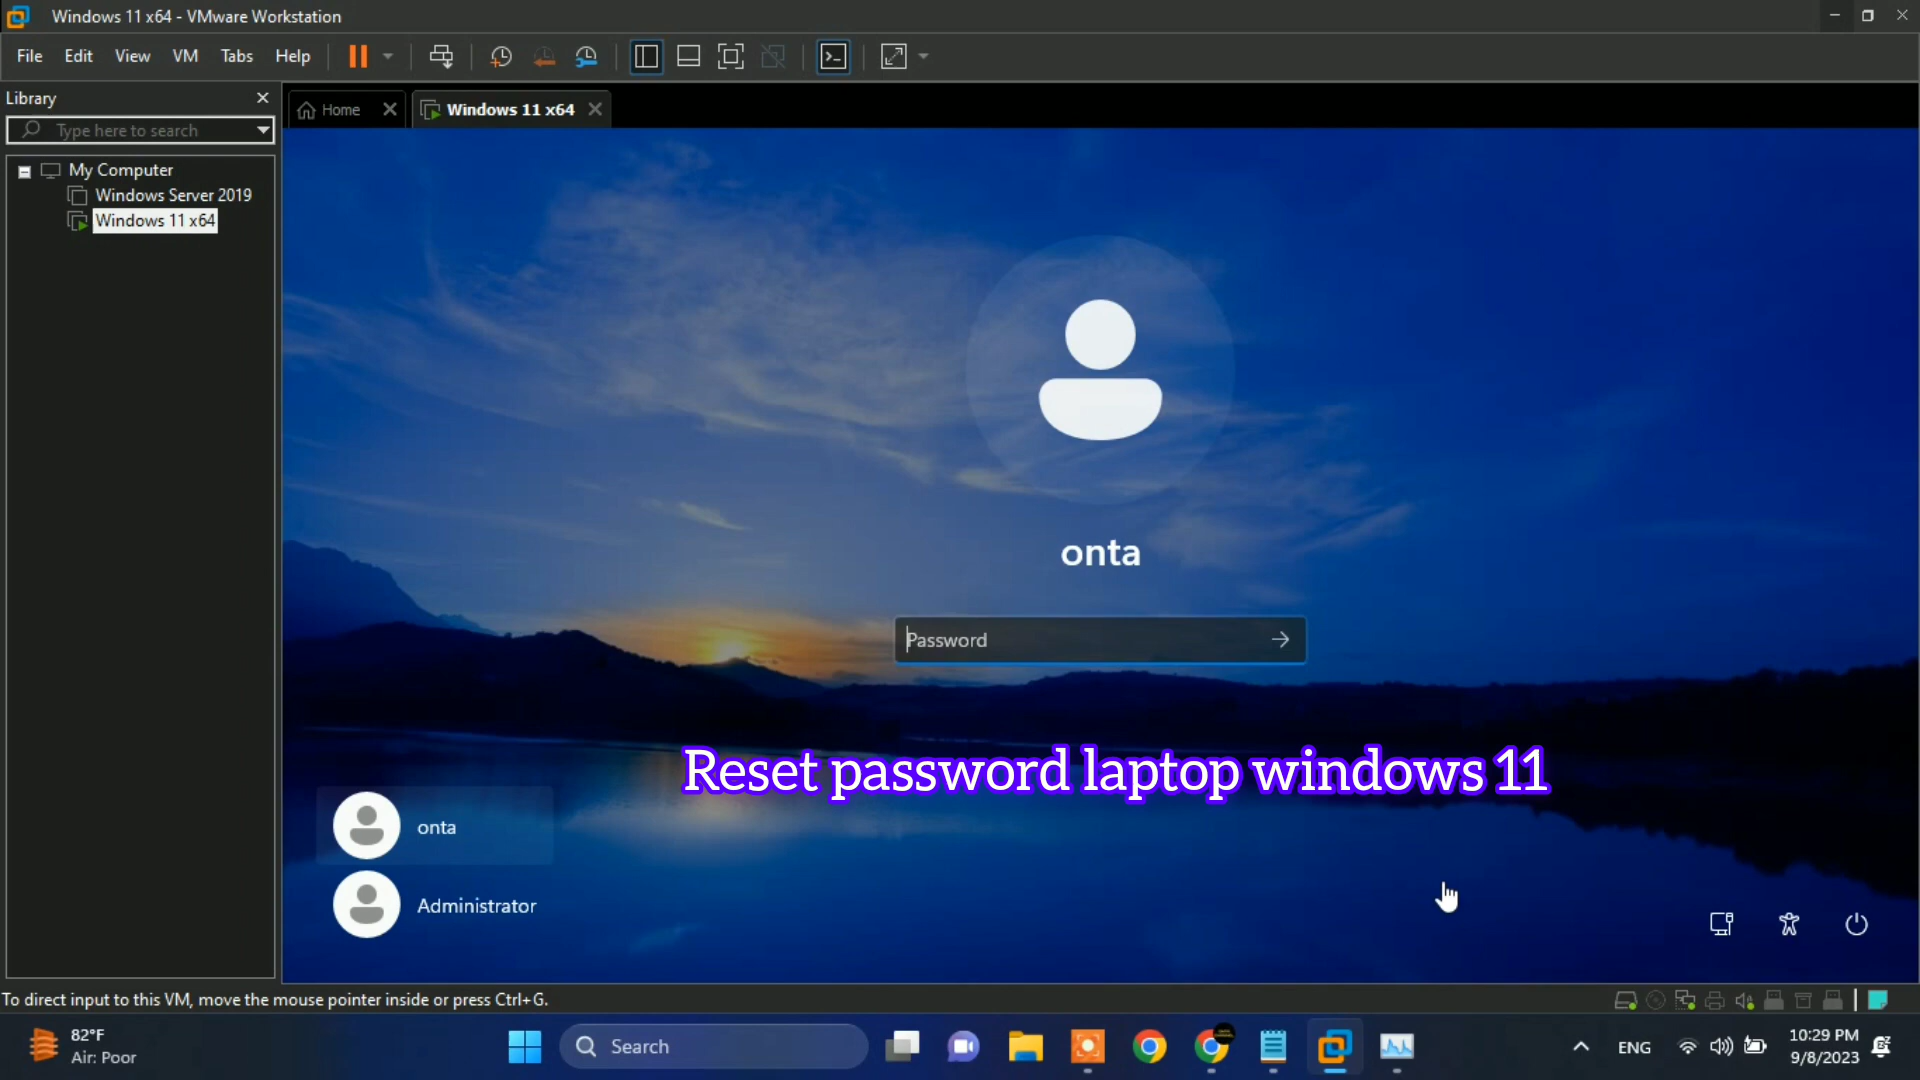 Windows 11 x64 - VMware Workstation
File Edit View VM Tabs Help
Library
Type here to search
My Computer
Windows Server 2019
Windows 11 x64
Home
Windows 11 x64
onta
Password
Reset password laptop windows 11
onta
Administrator
To direct input to this VM, move the mouse pointer inside or press Ctrl+G.
82°F
Air: Poor
Search
ENG
10:29 PM
9/8/2023